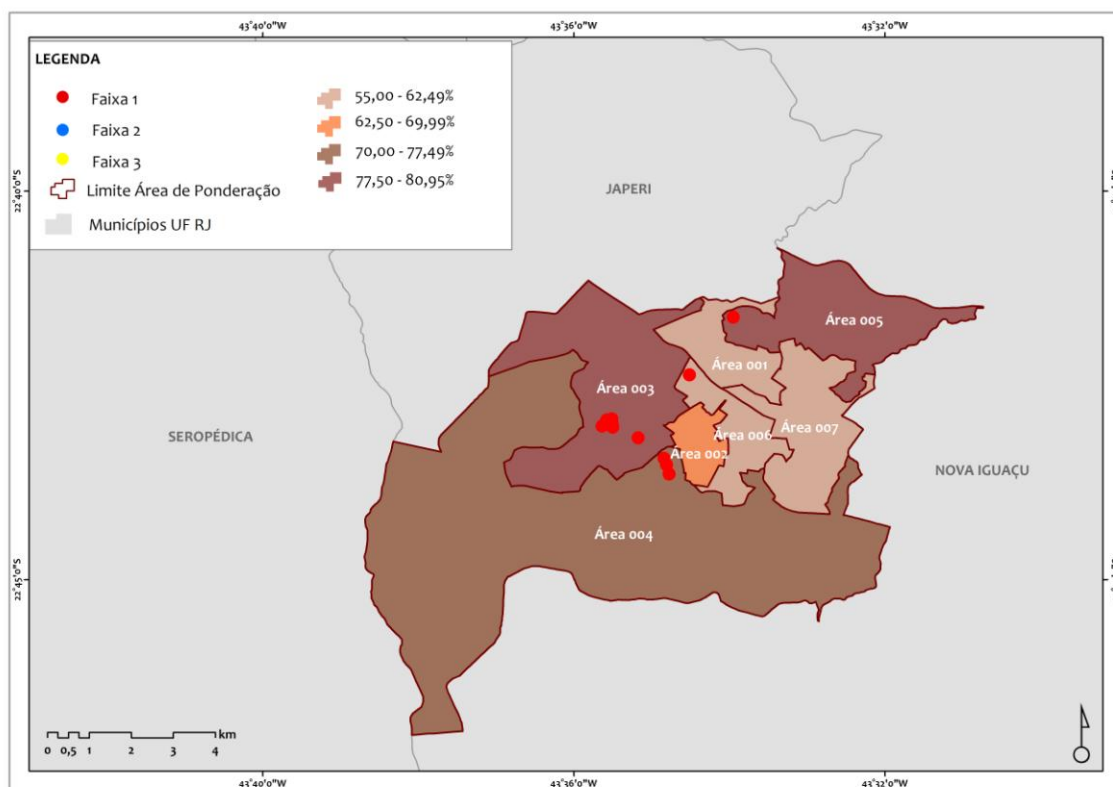 43°40'0"W 43°36'0"W 43°32'0"W
LEGENDA
Faixa 1
Faixa 2
Faixa 3
Limite Área de Ponderação
Municípios UF RJ
55,00 - 62,49%
62,50 - 69,99%
70,00 - 77,49%
77,50 - 80,95%
22°40'0"S
JAPERI
Área 005
Área 001
Área 003
SEROPÉDICA
Área 006
Área 007
Área 002
NOVA IGUAÇU
Área 004
22°45'0"S
0 0,5 1 2 3 4 km
43°40'0"W 43°36'0"W 43°32'0"W